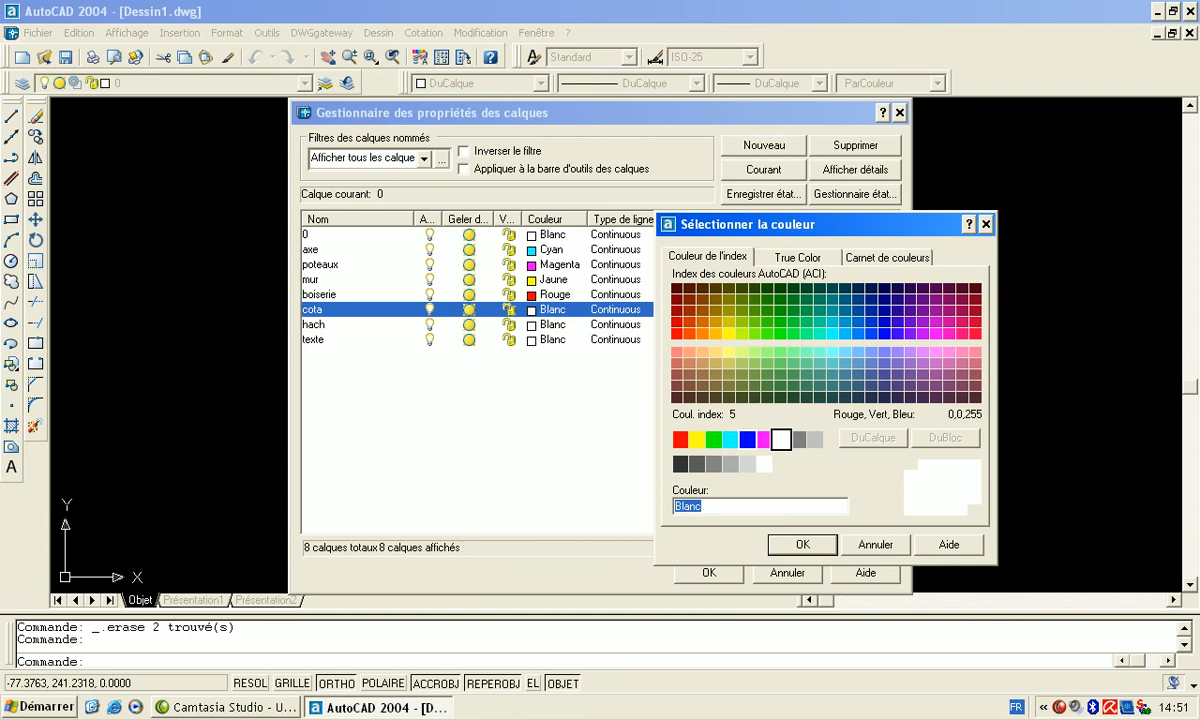 AutoCAD 2004 - [Dessin1.dwg]
Fichier Edition Affichage Insertion Format Outils DWGgateway Dessin Cotation Modification Fenêtre ?
Standard ISO-25
0 DuCalque DuCalque DuCalque ParCouleur
Gestionnaire des propriétés des calques
Filtres des calques nommés
Afficher tous les calque ...
Inverser le filtre
Appliquer à la barre d'outils des calques
Nouveau Supprimer
Courant Afficher détails
Enregistrer état... Gestionnaire état...
Calque courant: 0
Nom A... Geler d... V... Couleur Type de ligne
0 Blanc Continuous
axe Cyan Continuous
poteaux Magenta Continuous
mur Jaune Continuous
boiserie Rouge Continuous
cota Blanc Continuous
hach Blanc Continuous
texte Blanc Continuous
8 calques totaux 8 calques affichés
OK Annuler Aide
Sélectionner la couleur
Couleur de l'index True Color Carnet de couleurs
Index des couleurs AutoCAD (ACI):
Coul. index: 5 Rouge, Vert, Bleu: 0,0,255
DuCalque DuBloc
Couleur:
Blanc
OK Annuler Aide
A
Y
X
Objet Présentation1 Présentation2
Commande: _.erase 2 trouvé(s)
Commande:
Commande:
-77.3763, 241.2318, 0.0000 RESOL GRILLE ORTHO POLAIRE ACCROBJ REPEROBJ EL OBJET
Démarrer Camtasia Studio - U... AutoCAD 2004 - [D... FR « 14:51